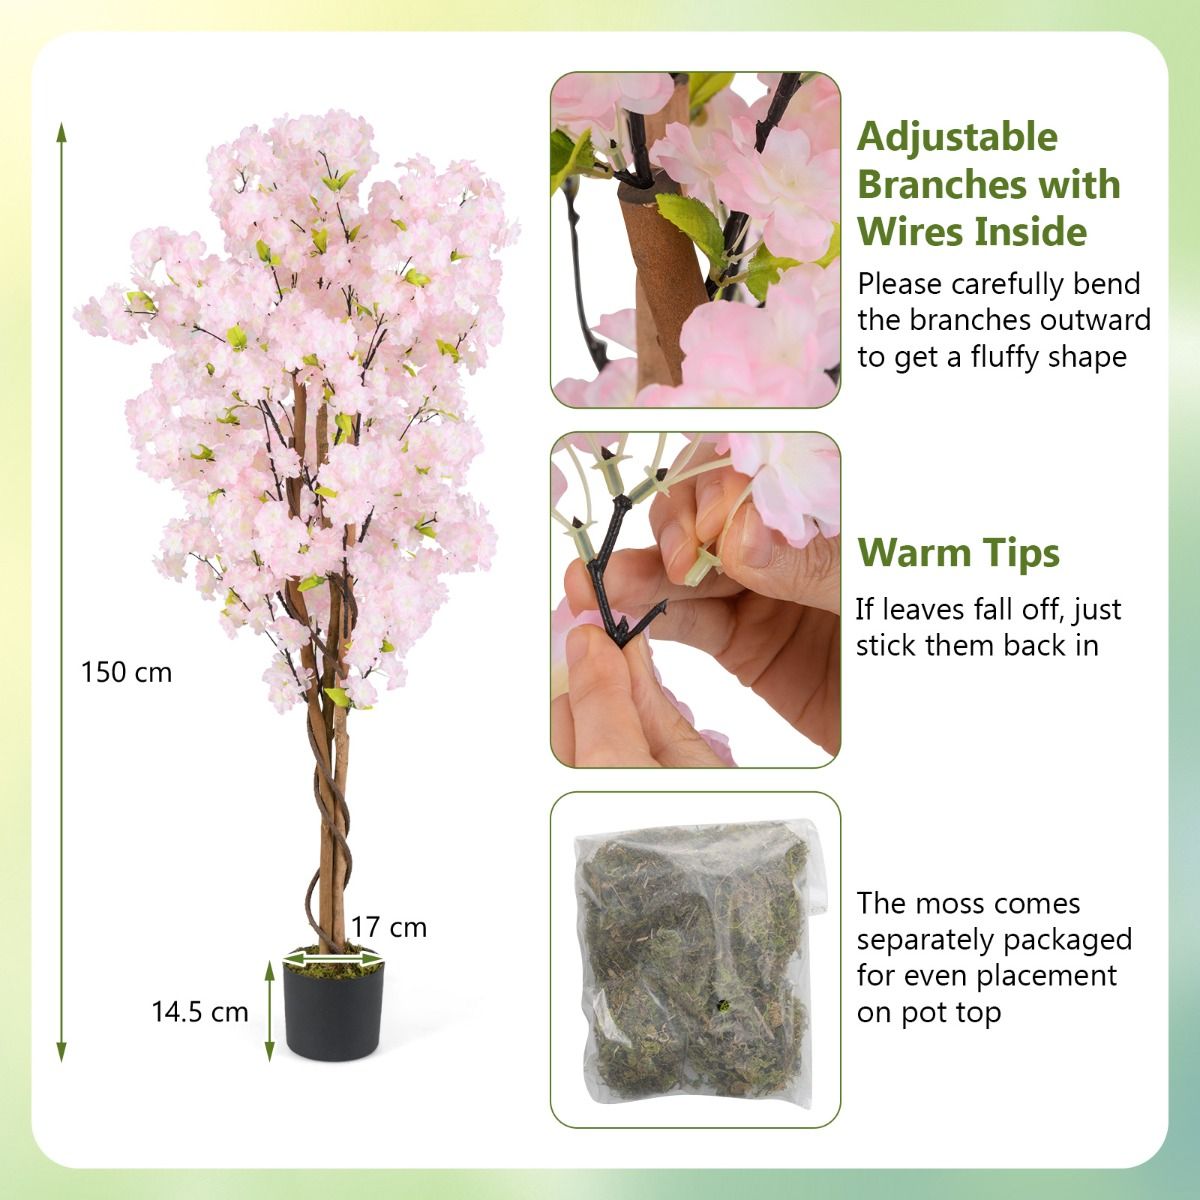 Adjustable
Branches with
Wires Inside
Please carefully bend
the branches outward
to get a fluffy shape
Warm Tips
If leaves fall off, just
stick them back in
150 cm
17 cm
14.5 cm
The moss comes
separately packaged
for even placement
on pot top